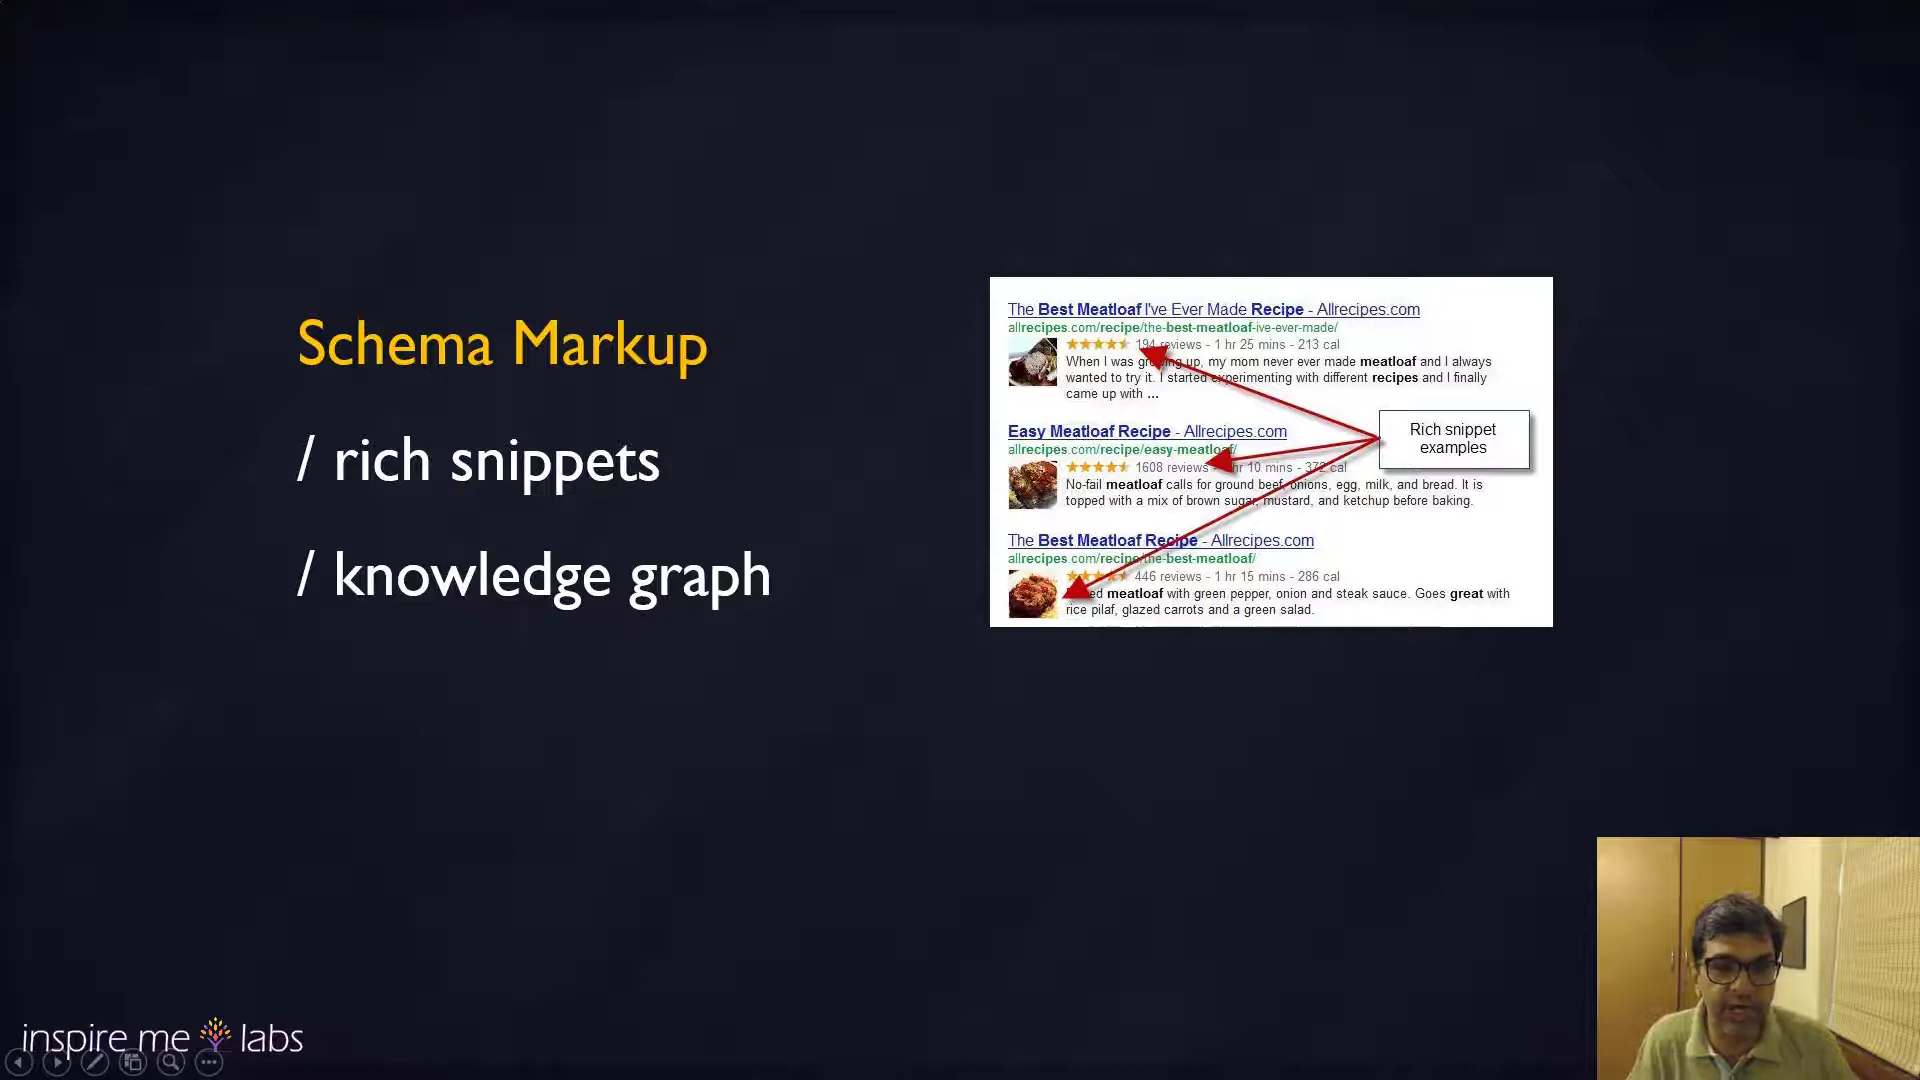 Schema Markup
/ rich snippets
/ knowledge graph
The Best Meatloaf I've Ever Made Recipe - Allrecipes.com
allrecipes.com/recipe/the-best-meatloaf-ive-ever-made/
194 reviews - 1 hr 25 mins - 213 cal
When I was growing up, my mom never ever made meatloaf and I always
wanted to try it. I started experimenting with different recipes and I finally
came up with ...
Easy Meatloaf Recipe - Allrecipes.com
allrecipes.com/recipe/easy-meatloaf/
1608 reviews - hr 10 mins - 372 cal
No-fail meatloaf calls for ground beef, onions, egg, milk, and bread. It is
topped with a mix of brown sugar, mustard, and ketchup before baking.
The Best Meatloaf Recipe - Allrecipes.com
allrecipes.com/recipe/the-best-meatloaf/
446 reviews - 1 hr 15 mins - 286 cal
meatloaf with green pepper, onion and steak sauce. Goes great with
rice pilaf, glazed carrots and a green salad.
Rich snippet
examples
inspire me labs